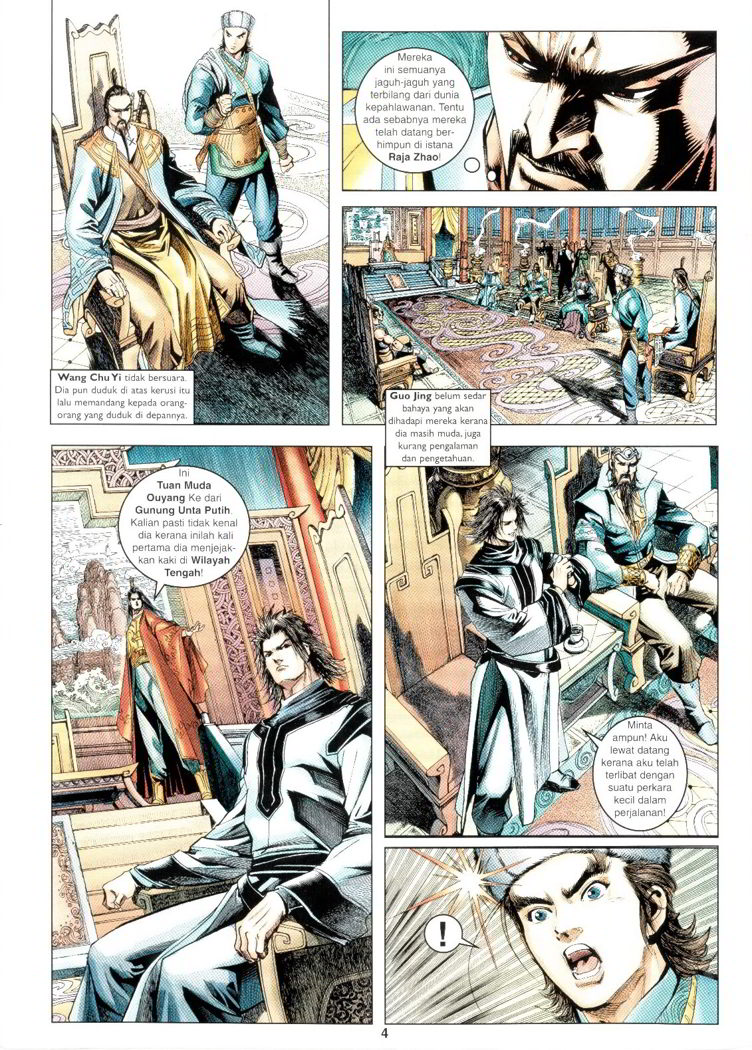 Wang Chu Yi tidak bersuara.
Dia pun duduk di atas kerusi itu
lalu memandang kepada orang-
orang yang duduk di depannya.
Mereka
ini semuanya
jaguh-jaguh yang
terbilang dari dunia
kepahlawanan. Tentu
ada sebabnya mereka
telah datang ber-
himpun di istana
Raja Zhao!
Guo Jing belum sedar
bahaya yang akan
dihadapi mereka kerana
dia masih muda, juga
kurang pengalaman
dan pengetahuan.
Ini
Tuan Muda
Ouyang Ke dari
Gunung Unta Putih.
Kalian pasti tidak kenal
dia kerana inilah kali
pertama dia menjejak-
kan kaki di Wilayah
Tengah!
Minta
ampun! Aku
lewat datang
kerana aku telah
terlibat dengan
suatu perkara
kecil dalam
perjalanan!
!
4